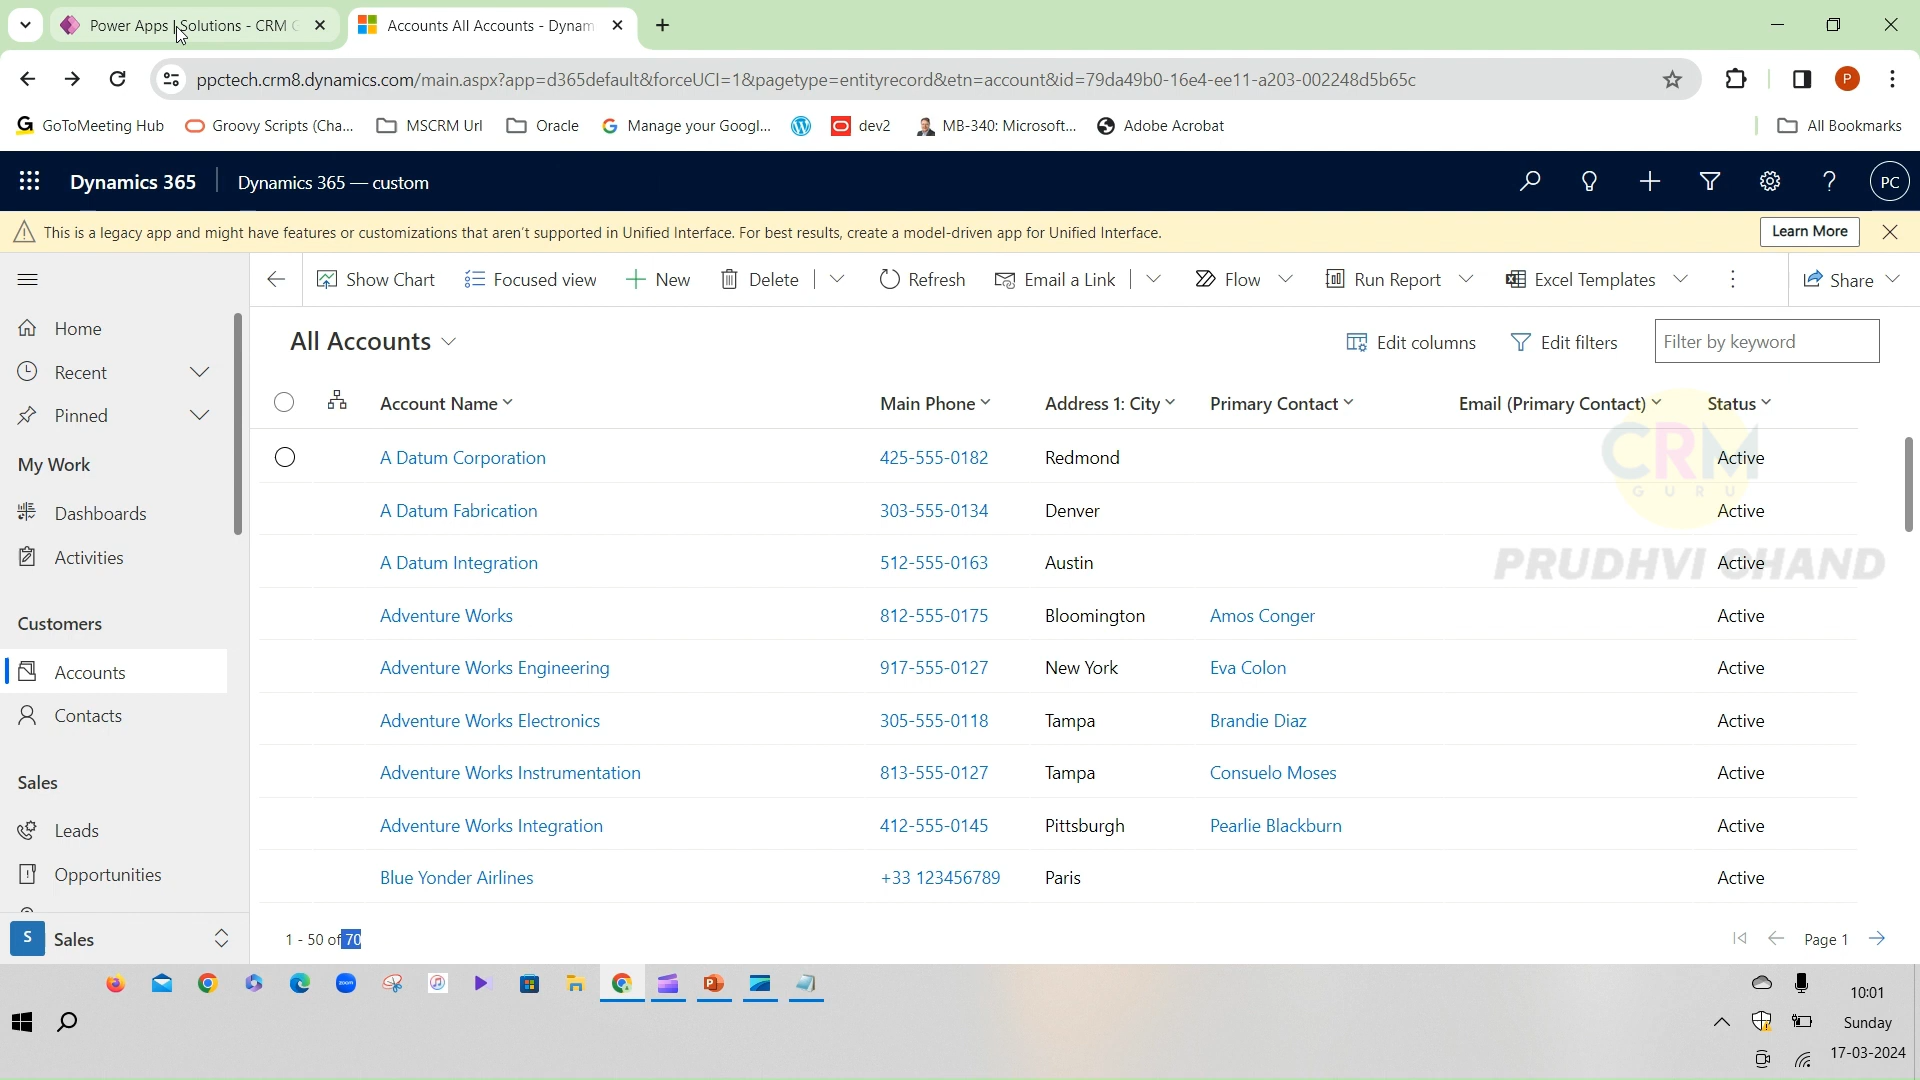 Power Apps | Solutions - CRM G
Accounts All Accounts - Dynam
ppctech.crm8.dynamics.com/main.aspx?app=d365default&forceUCI=1&pagetype=entityrecord&etn=account&id=79da49b0-16e4-ee11-a203-002248d5b65c
P
GoToMeeting Hub
Groovy Scripts (Cha...
MSCRM Url
Oracle
Manage your Googl...
dev2
MB-340: Microsoft...
Adobe Acrobat
All Bookmarks
Dynamics 365
Dynamics 365 — custom
PC
This is a legacy app and might have features or customizations that aren't supported in Unified Interface. For best results, create a model-driven app for Unified Interface.
Learn More
Show Chart
Focused view
New
Delete
Refresh
Email a Link
Flow
Run Report
Excel Templates
Share
Home
Recent
Pinned
My Work
Dashboards
Activities
Customers
Accounts
Contacts
Sales
Leads
Opportunities
S Sales
All Accounts
Edit columns
Edit filters
Filter by keyword
Account Name Main Phone Address 1: City Primary Contact Email (Primary Contact) Status
A Datum Corporation 425-555-0182 Redmond Active
A Datum Fabrication 303-555-0134 Denver Active
A Datum Integration 512-555-0163 Austin Active
Adventure Works 812-555-0175 Bloomington Amos Conger Active
Adventure Works Engineering 917-555-0127 New York Eva Colon Active
Adventure Works Electronics 305-555-0118 Tampa Brandie Diaz Active
Adventure Works Instrumentation 813-555-0127 Tampa Consuelo Moses Active
Adventure Works Integration 412-555-0145 Pittsburgh Pearlie Blackburn Active
Blue Yonder Airlines +33 123456789 Paris Active
CRM
GURU
PRUDHVI CHAND
1 - 50 of 70
Page 1
zoom
10:01
Sunday
17-03-2024